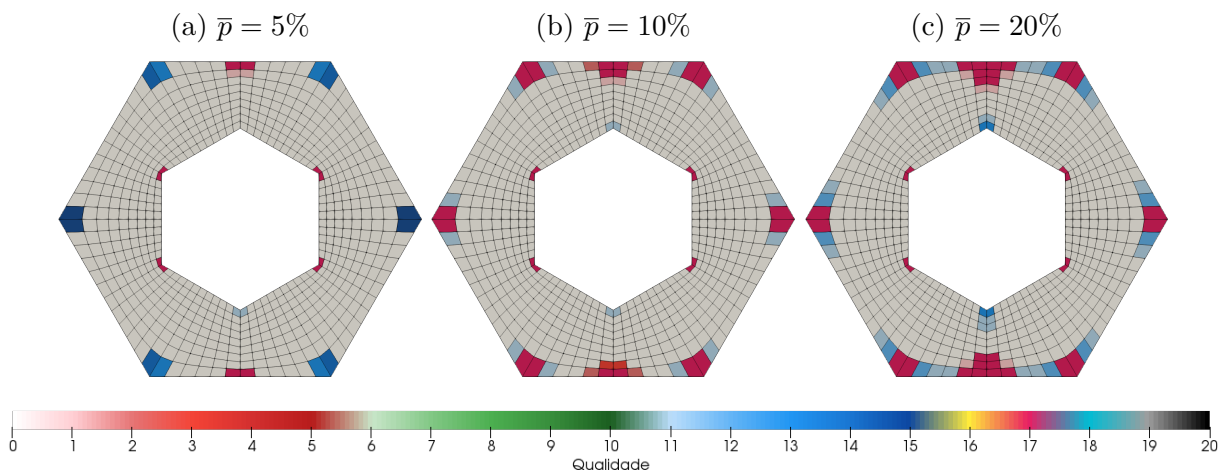 (a) p̅ = 5%
(b) p̅ = 10%
(c) p̅ = 20%
0 1 2 3 4 5 6 7 8 9 10 11 12 13 14 15 16 17 18 19 20
Qualidade